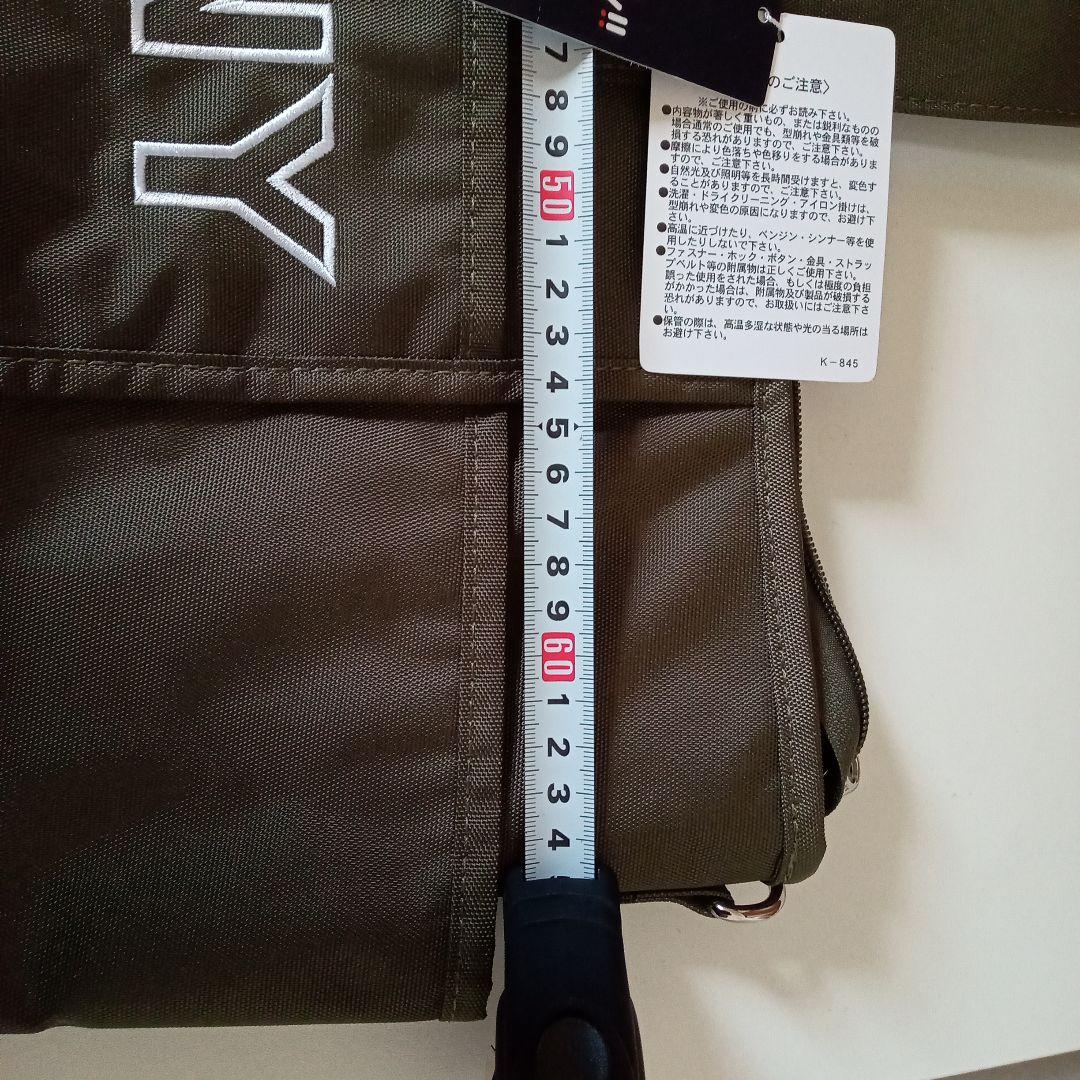 NY
7
8
9
50
1
2
3
4
5
6
7
8
9
60
1
2
3
4
のご注意〉
※ご使用の前に必ずお読み下さい。
●内容物が著しく重いもの、または鋭利なものの
場合通常のご使用でも、型崩れや金具類等を破
損する恐れがありますので、ご注意下さい。
●摩擦により色落ちや色移りをする場合がありま
すので、ご注意下さい。
●自然光及び照明等を長時間受けますと、変色す
ることがありますので、ご注意下さい。
●洗濯・ドライクリーニング・アイロン掛けは、
型崩れや変色の原因になりますので、お避け下
さい。
●高温に近づけたり、ベンジン・シンナー等を使
用したりしないで下さい。
●ファスナー・ホック・ボタン・金具・ストラッ
プベルト等の附属物は正しくご使用下さい。
誤った使用をされた場合、もしくは極度の負担
がかかった場合は、附属物及び製品が破損する
恐れがありますので、お取扱いにはご注意下さ
い。
●保管の際は、高温多湿な状態や光の当る場所は
お避け下さい。
K－845